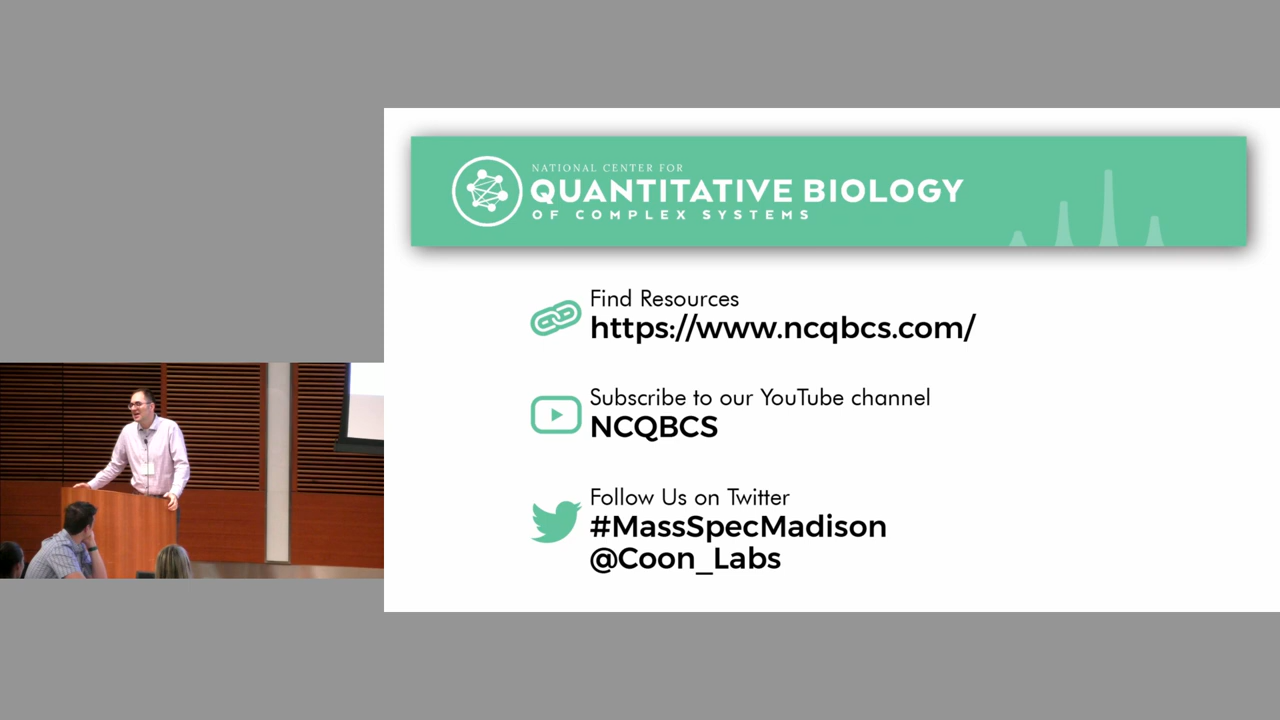 NATIONAL CENTER FOR
QUANTITATIVE BIOLOGY
OF COMPLEX SYSTEMS
Find Resources
https://www.ncqbcs.com/
Subscribe to our YouTube channel
NCQBCS
Follow Us on Twitter
#MassSpecMadison
@Coon_Labs